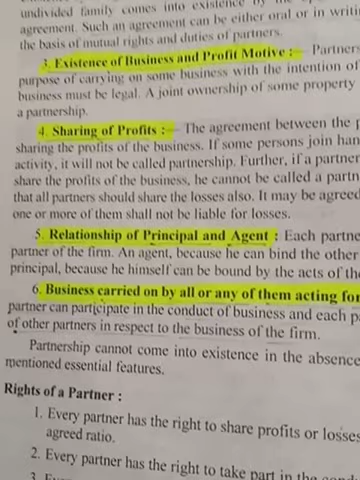 undivided family comes into existence by the
agreement. Such an agreement can be either oral or in writi
the basis of mutual rights and duties of partners.
3. Existence of Business and Profit Motive :— Partners
purpose of carrying on some business with the intention of
business must be legal. A joint ownership of some property
a partnership.
4. Sharing of Profits :— The agreement between the p
sharing the profits of the business. If some persons join han
activity, it will not be called partnership. Further, if a partner
share the profits of the business, he cannot be called a partn
that all partners should share the losses also. It may be agreed
one or more of them shall not be liable for losses.
5. Relationship of Principal and Agent : Each partne
partner of the firm. An agent, because he can bind the other
principal, because he himself can be bound by the acts of the
6. Business carried on by all or any of them acting for
partner can participate in the conduct of business and each pa
of other partners in respect to the business of the firm.
Partnership cannot come into existence in the absence
mentioned essential features.
Rights of a Partner :
1. Every partner has the right to share profits or losses
agreed ratio.
2. Every partner has the right to take part in the cond
3. Every